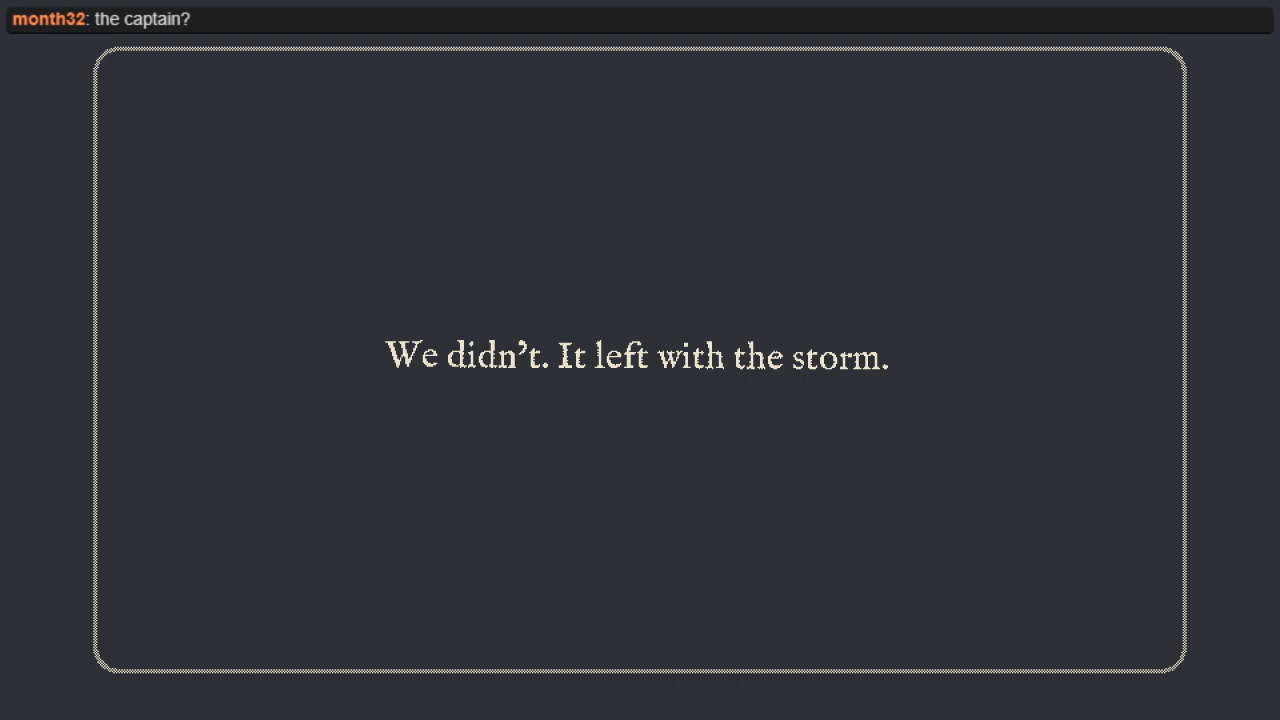 month32: the captain?
We didn’t. It left with the storm.